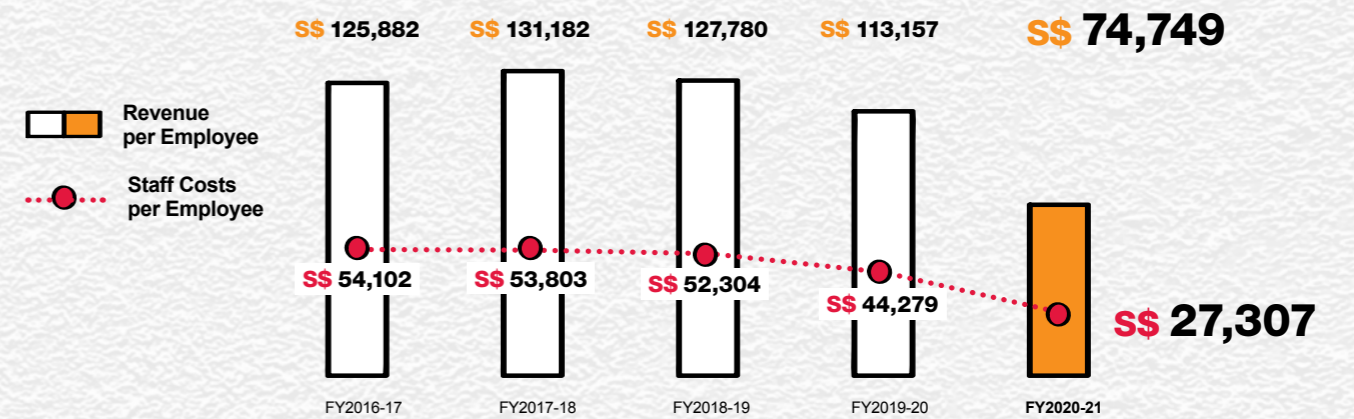 S$ 125,882
S$ 131,182
S$ 127,780
S$ 113,157
S$ 74,749
Revenue
per Employee
Staff Costs
per Employee
S$ 54,102
S$ 53,803
S$ 52,304
S$ 44,279
S$ 27,307
FY2016-17
FY2017-18
FY2018-19
FY2019-20
FY2020-21